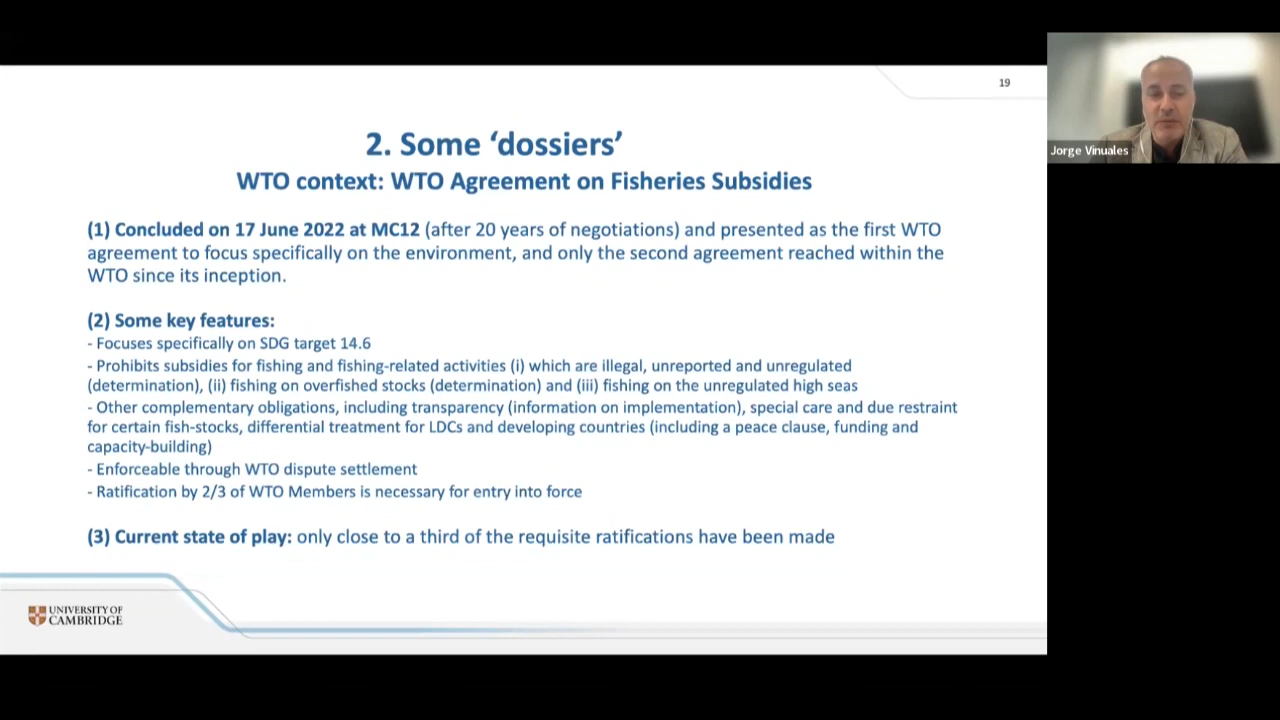 19
2. Some ‘dossiers’
WTO context: WTO Agreement on Fisheries Subsidies
(1) Concluded on 17 June 2022 at MC12 (after 20 years of negotiations) and presented as the first WTO
agreement to focus specifically on the environment, and only the second agreement reached within the
WTO since its inception.
(2) Some key features:
- Focuses specifically on SDG target 14.6
- Prohibits subsidies for fishing and fishing-related activities (i) which are illegal, unreported and unregulated
(determination), (ii) fishing on overfished stocks (determination) and (iii) fishing on the unregulated high seas
- Other complementary obligations, including transparency (information on implementation), special care and due restraint
for certain fish-stocks, differential treatment for LDCs and developing countries (including a peace clause, funding and
capacity-building)
- Enforceable through WTO dispute settlement
- Ratification by 2/3 of WTO Members is necessary for entry into force
(3) Current state of play: only close to a third of the requisite ratifications have been made
UNIVERSITY OF
CAMBRIDGE
Jorge Vinuales